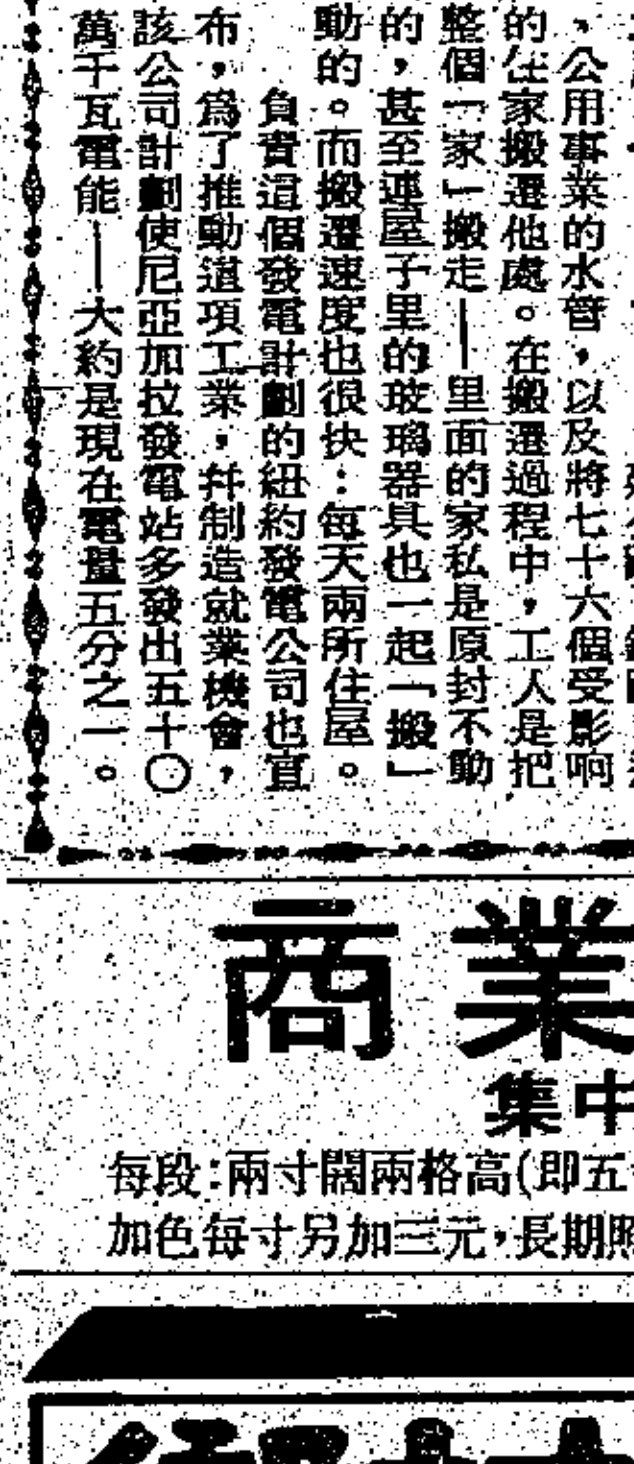 、公用事業的水管，以及將七十六個受影响
的住家搬遷他處。在搬遷過程中，工人是把
整個「家」搬走——里面的家私是原封不動
的，甚至連屋子里的玻璃器具也一起「搬」
動的。而搬遷速度也很快：每天兩所住屋。
負責這個發電計劃的紐約發電公司也宣
布，爲了推動這項工業，幷制造就業機會，
該公司計劃使尼亞加拉發電站多發出五十〇
萬千瓦電能——大約是現在電量五分之一。
商業
集中
每段：兩寸闊兩格高（即五
加色每寸另加三元，長期照